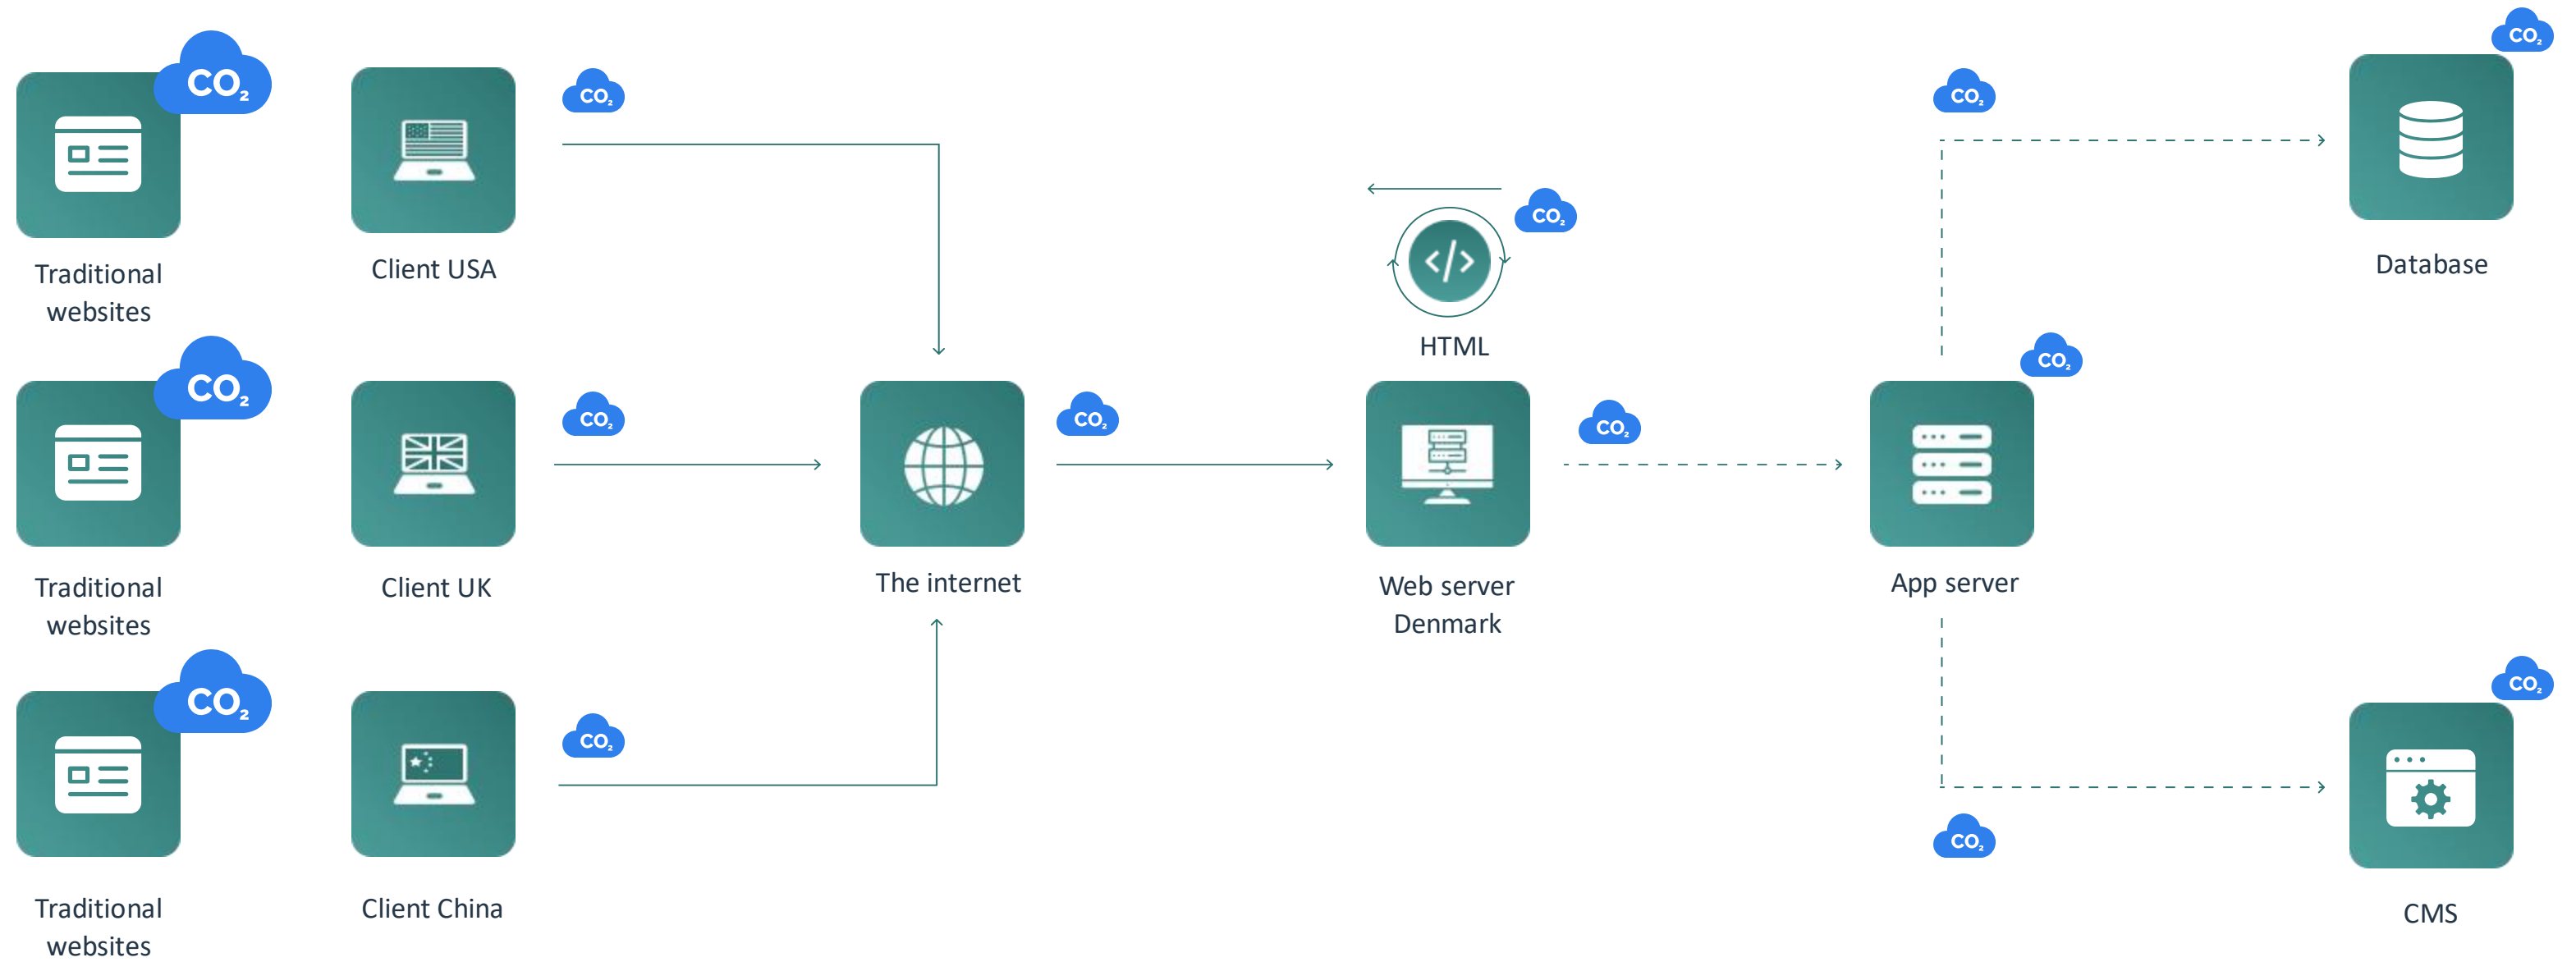 CO₂
Traditional
websites
Client USA
CO₂
CO₂
HTML
CO₂
CO₂
Database
CO₂
Traditional
websites
Client UK
CO₂
The internet
CO₂
Web server
Denmark
CO₂
App server
CO₂
CO₂
Traditional
websites
Client China
CO₂
CO₂
CMS
CO₂